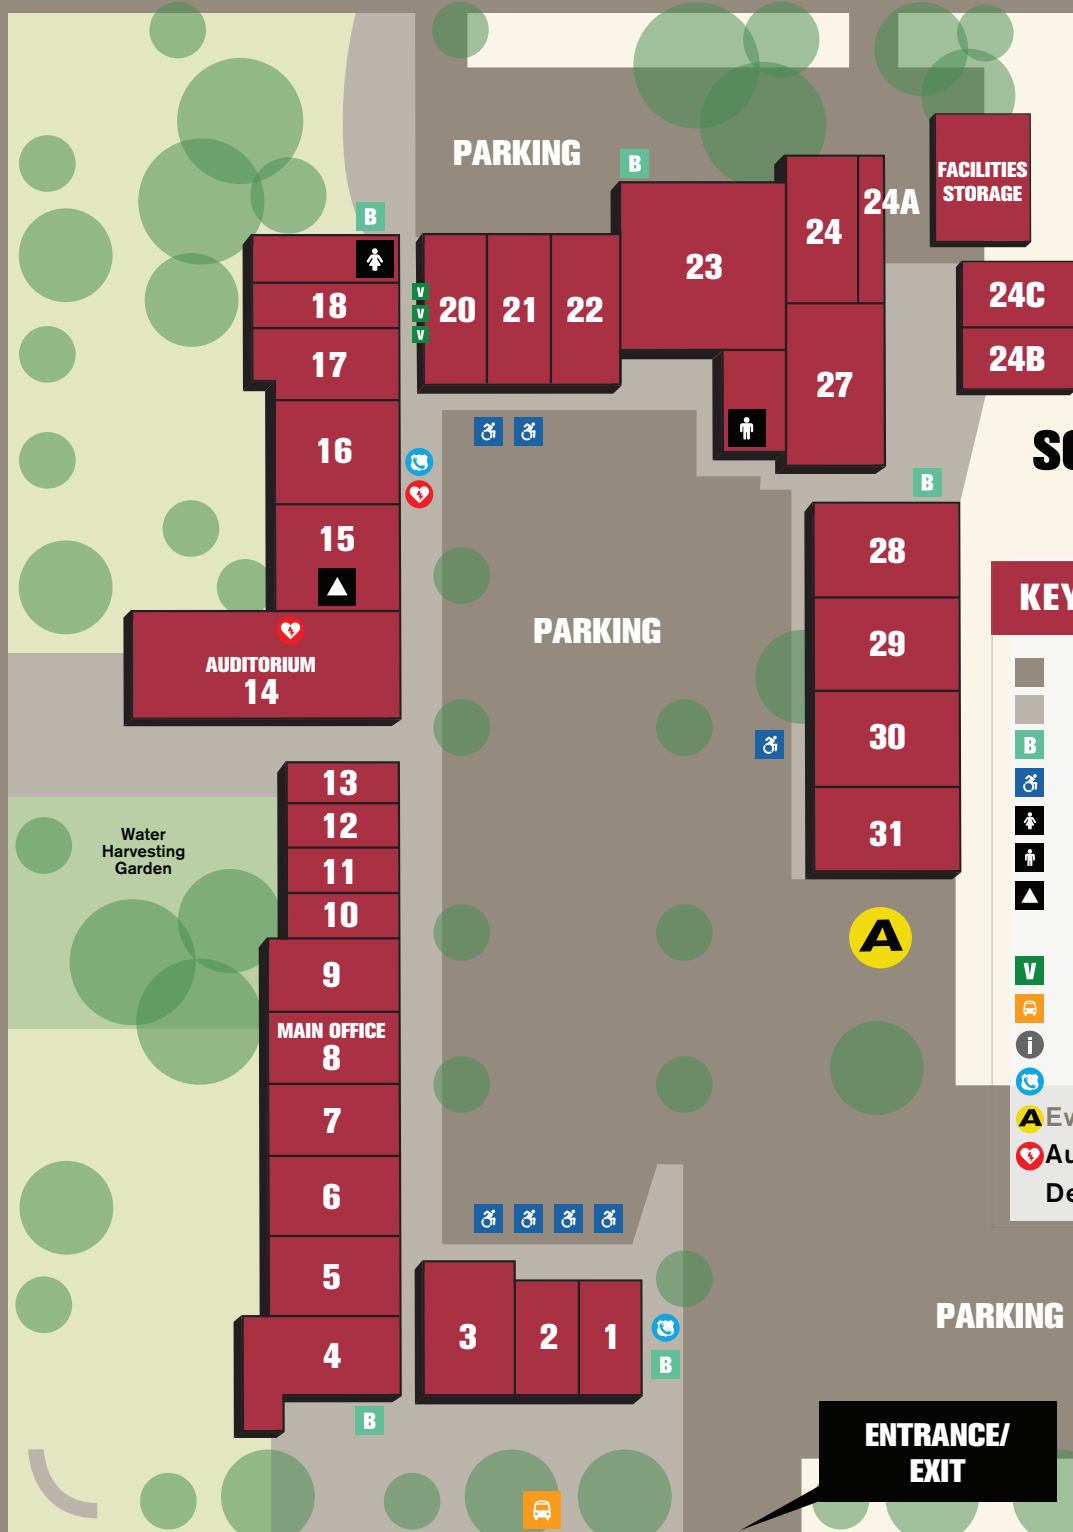 PARKING
B
24A
FACILITIES
STORAGE
24
B
23
18
V
V
V
20
21
22
24C
17
24B
27
16
B
15
28
KEY
PARKING
29
AUDITORIUM
14
30
B
13
12
31
Water
Harvesting
Garden
11
10
A
9
V
MAIN OFFICE
8
i
7
A
6
5
PARKING
3
2
1
4
B
B
ENTRANCE/
EXIT